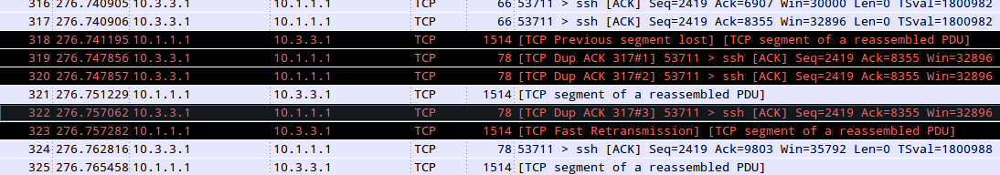 316 276.740905 10.3.3.1 10.1.1.1 TCP 66 53711 > ssh [ACK] Seq=2419 Ack=6907 Win=30000 Len=0 TSval=1800982
317 276.740906 10.3.3.1 10.1.1.1 TCP 66 53711 > ssh [ACK] Seq=2419 Ack=8355 Win=32896 Len=0 TSval=1800982
318 276.741195 10.1.1.1 10.3.3.1 TCP 1514 [TCP Previous segment lost] [TCP segment of a reassembled PDU]
319 276.747856 10.3.3.1 10.1.1.1 TCP 78 [TCP Dup ACK 317#1] 53711 > ssh [ACK] Seq=2419 Ack=8355 Win=32896
320 276.747857 10.3.3.1 10.1.1.1 TCP 78 [TCP Dup ACK 317#2] 53711 > ssh [ACK] Seq=2419 Ack=8355 Win=32896
321 276.751229 10.1.1.1 10.3.3.1 TCP 1514 [TCP segment of a reassembled PDU]
322 276.757062 10.3.3.1 10.1.1.1 TCP 78 [TCP Dup ACK 317#3] 53711 > ssh [ACK] Seq=2419 Ack=8355 Win=32896
323 276.757282 10.1.1.1 10.3.3.1 TCP 1514 [TCP Fast Retransmission] [TCP segment of a reassembled PDU]
324 276.762816 10.3.3.1 10.1.1.1 TCP 78 53711 > ssh [ACK] Seq=2419 Ack=9803 Win=35792 Len=0 TSval=1800988
325 276.765458 10.1.1.1 10.3.3.1 TCP 1514 [TCP segment of a reassembled PDU]